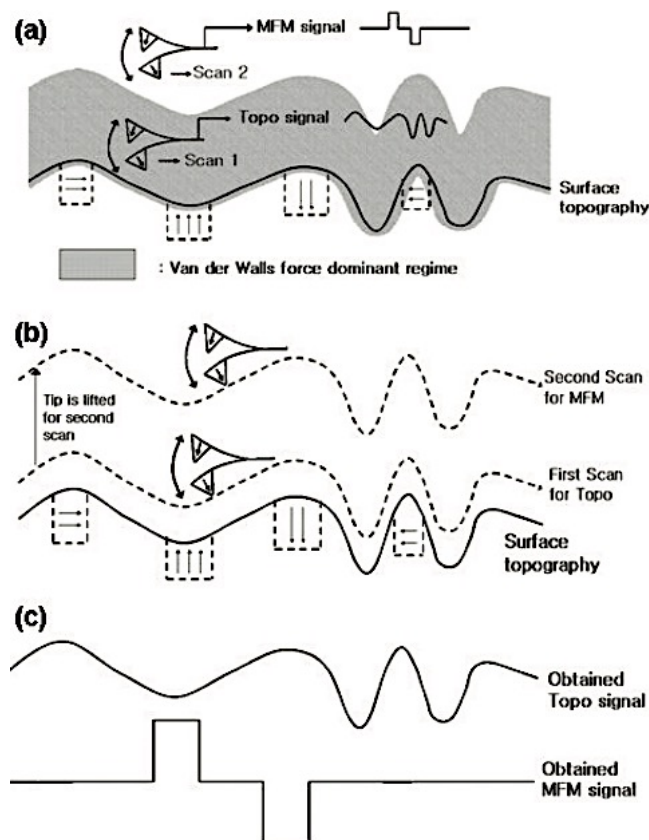 (a)
MFM signal
Scan 2
Topo signal
Scan 1
Surface
topography
: Van der Walls force dominant regime
(b)
Tip is lifted
for second
scan
Second Scan
for MFM
First Scan
for Topo
Surface
topography
(c)
Obtained
Topo signal
Obtained
MFM signal